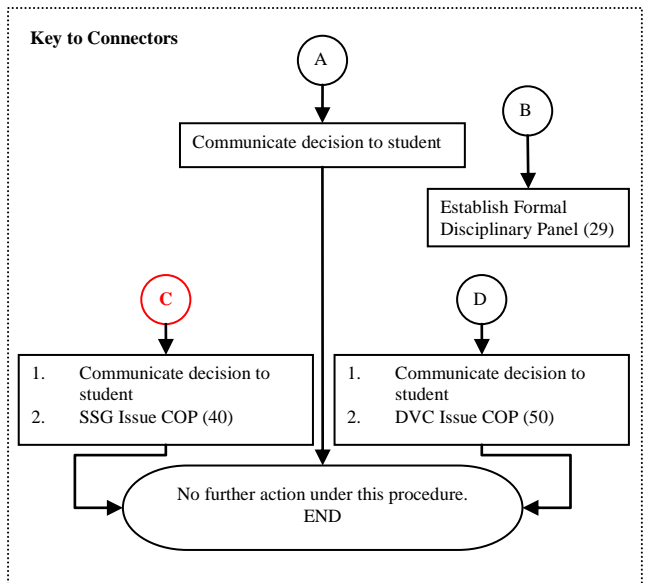 Key to Connectors
A
Communicate decision to student
B
Establish Formal
Disciplinary Panel (29)
C
1. Communicate decision to
student
2. SSG Issue COP (40)
D
1. Communicate decision to
student
2. DVC Issue COP (50)
No further action under this procedure.
END